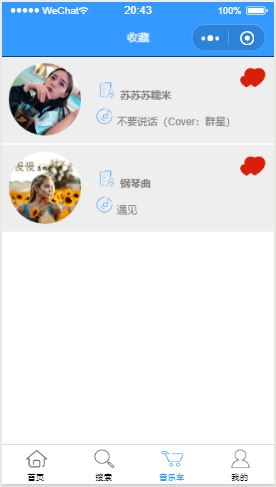 WeChat
20:43
100%
收藏
苏苏苏糯米
不要说话（Cover：群星）
慢慢
钢琴曲
遇见
首页
搜索
音乐车
我的